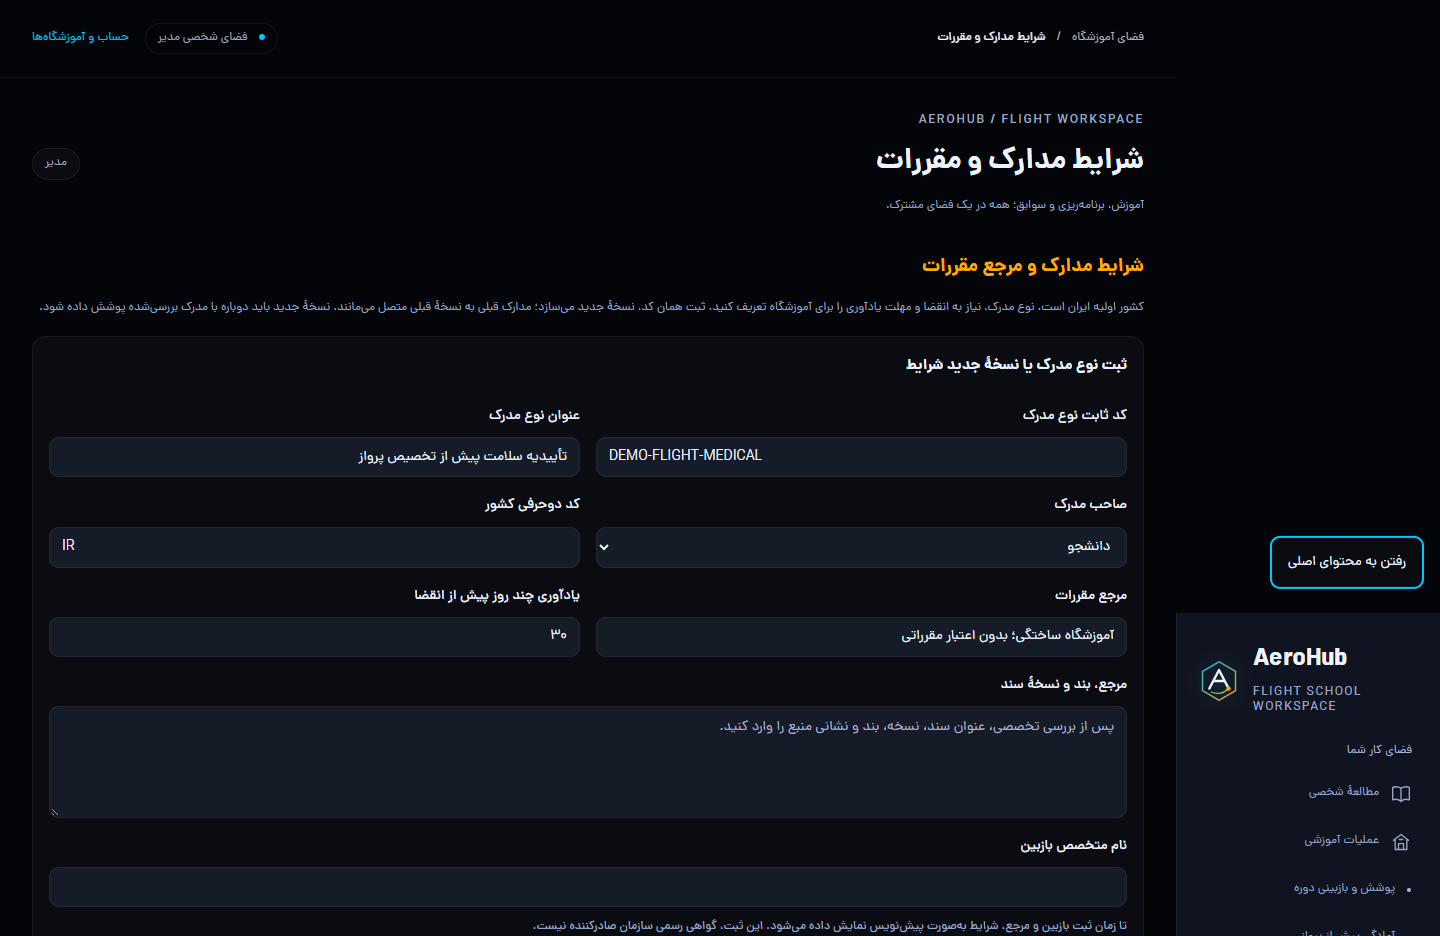 فضای آموزشگاه / شرایط مدارک و مقررات
فضای شخصی مدیر
حساب و آموزشگاه‌ها
AEROHUB / FLIGHT WORKSPACE
شرایط مدارک و مقررات
مدیر
آموزش، برنامه‌ریزی و سوابق؛ همه در یک فضای مشترک.
شرایط مدارک و مرجع مقررات
کشور اولیه ایران است. نوع مدرک، نیاز به انقضا و مهلت یادآوری را برای آموزشگاه تعریف کنید. ثبت همان کد، نسخهٔ جدید می‌سازد؛ مدارک قبلی به نسخهٔ قبلی متصل می‌مانند. نسخهٔ جدید باید دوباره با مدرک بررسی‌شده پوشش داده شود.
ثبت نوع مدرک یا نسخهٔ جدید شرایط
کد ثابت نوع مدرک
DEMO-FLIGHT-MEDICAL
عنوان نوع مدرک
تأییدیه سلامت پیش از تخصیص پرواز
صاحب مدرک
دانشجو
کد دوحرفی کشور
IR
مرجع مقررات
آموزشگاه ساختگی؛ بدون اعتبار مقرراتی
یادآوری چند روز پیش از انقضا
۳۰
مرجع، بند و نسخهٔ سند
پس از بررسی تخصصی، عنوان سند، نسخه، بند و نشانی منبع را وارد کنید.
نام متخصص بازبین
تا زمان ثبت بازبین و مرجع، شرایط به‌صورت پیش‌نویس نمایش داده می‌شود. این ثبت، گواهی رسمی سازمان صادرکننده نیست.
رفتن به محتوای اصلی
AeroHub
FLIGHT SCHOOL
WORKSPACE
فضای کار شما
مطالعهٔ شخصی
عملیات آموزشی
پوشش و بازبینی دوره
آمادگی پیش از پرواز